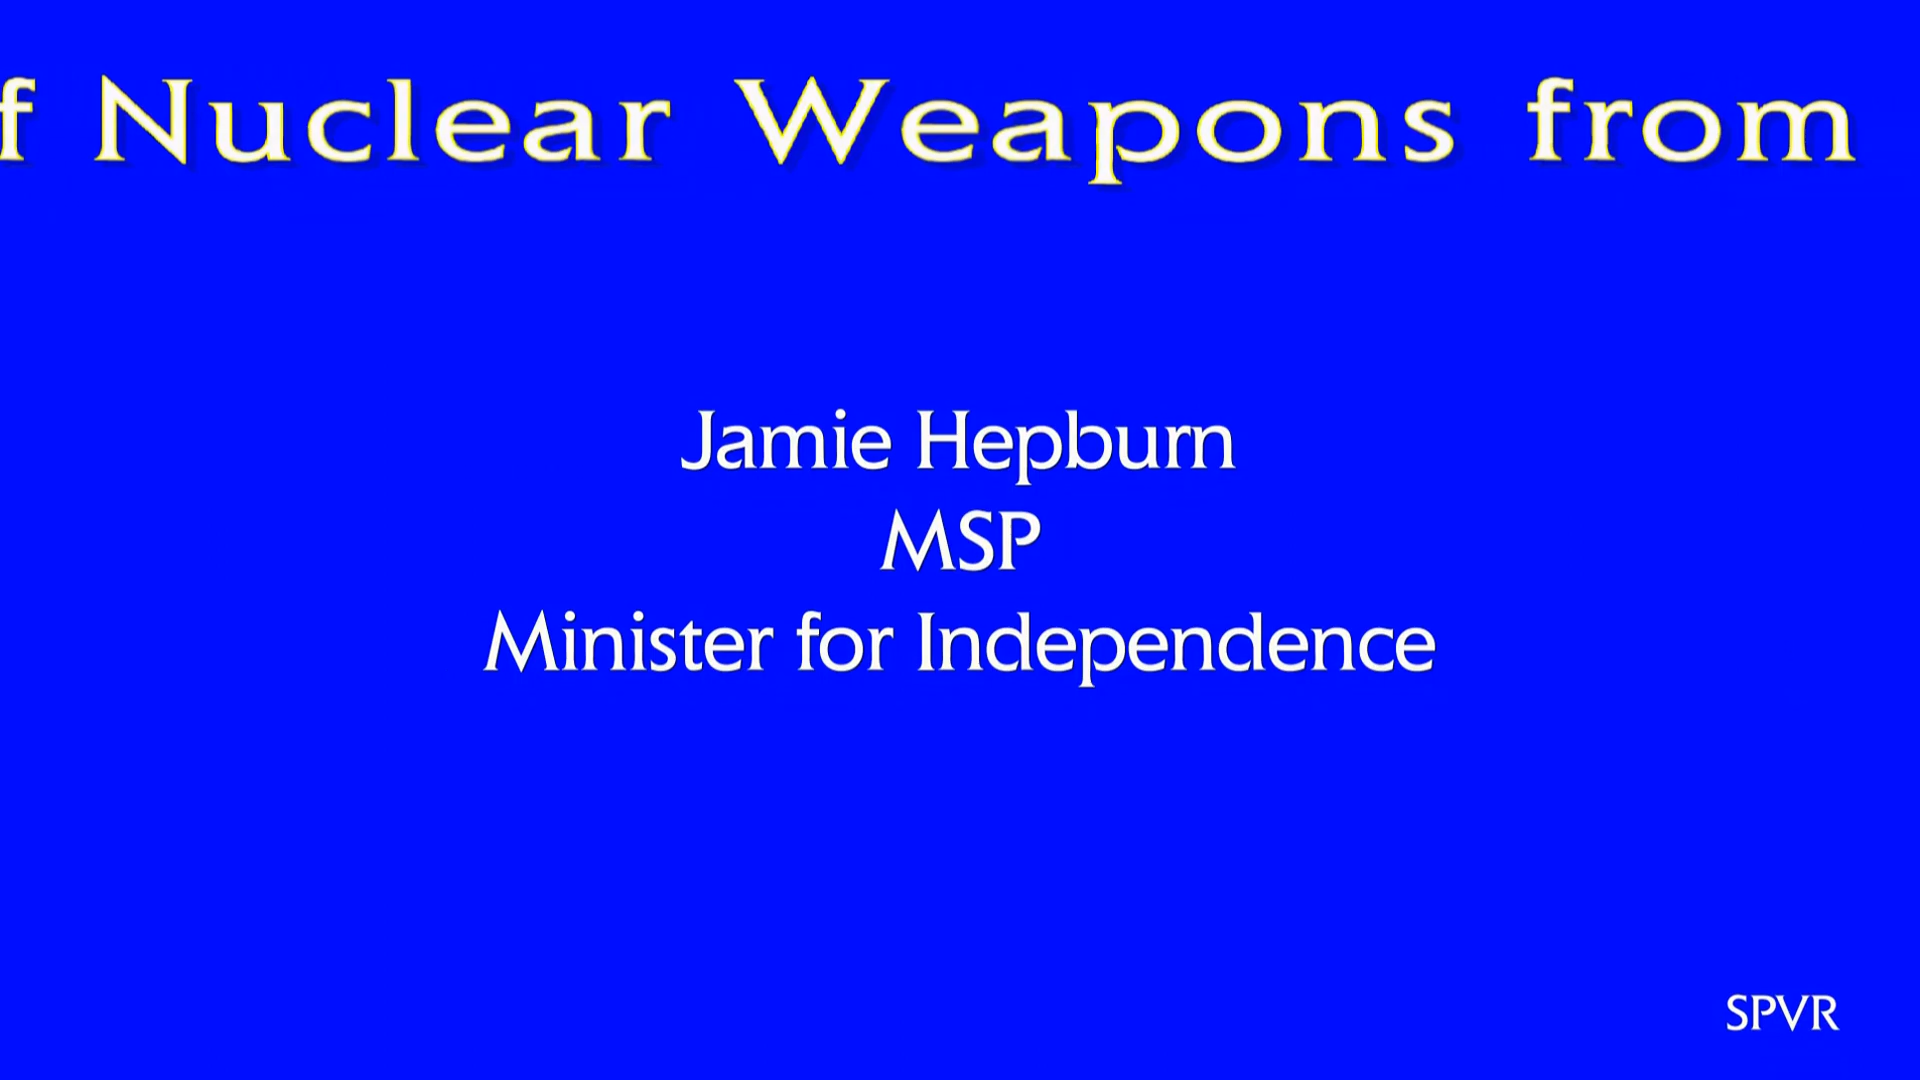 f Nuclear Weapons from
Jamie Hepburn
MSP
Minister for Independence
SPVR